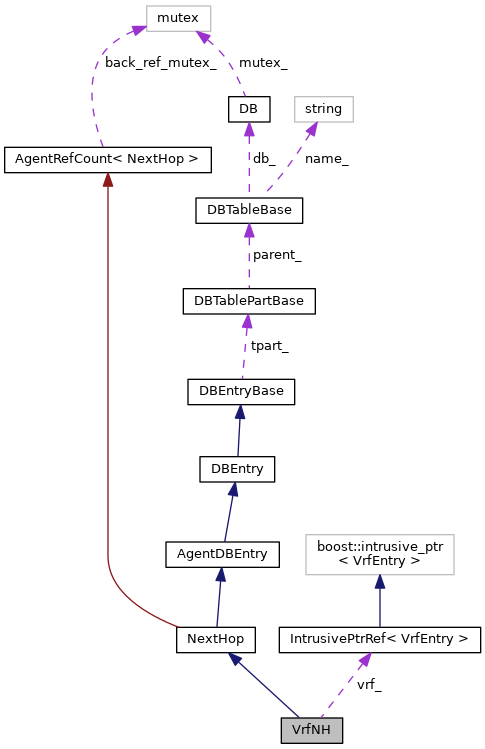 mutex
back_ref_mutex_
mutex_
DB
string
AgentRefCount< NextHop >
db_
name_
DBTableBase
parent_
DBTablePartBase
tpart_
DBEntryBase
DBEntry
AgentDBEntry
boost::intrusive_ptr
< VrfEntry >
NextHop
IntrusivePtrRef< VrfEntry >
vrf_
VrfNH